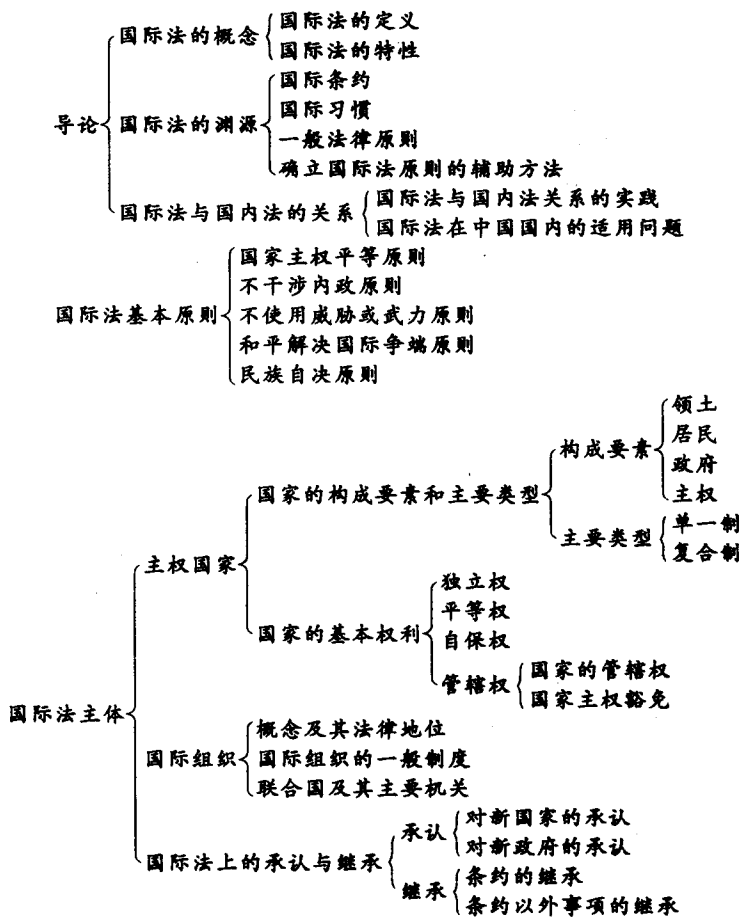 国际法的概念
国际法的定义
国际法的特性
导论
国际法的渊源
国际条约
国际习惯
一般法律原则
确立国际法原则的辅助方法
国际法与国内法的关系
国际法与国内法关系的实践
国际法在中国国内的适用问题
国际法基本原则
国家主权平等原则
不干涉内政原则
不使用威胁或武力原则
和平解决国际争端原则
民族自决原则
国际法主体
主权国家
国家的构成要素和主要类型
构成要素
领土
居民
政府
主权
主要类型
单一制
复合制
国家的基本权利
独立权
平等权
自保权
管辖权
国家的管辖权
国家主权豁免
国际组织
概念及其法律地位
国际组织的一般制度
联合国及其主要机关
国际法上的承认与继承
承认
对新国家的承认
对新政府的承认
继承
条约的继承
条约以外事项的继承